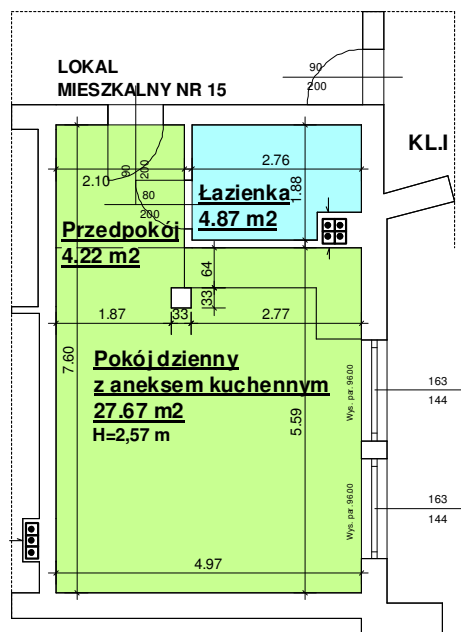 LOKAL
MIESZKALNY NR 15
90
200
KL.I
2.10
90
200
2.76
1.88
80
200
Łazienka
4.87 m2
Przedpokój
4.22 m2
64
33
1.87
33
2.77
7.60
Pokój dzienny
z aneksem kuchennym
27.67 m2
H=2,57 m
5.59
Wys. par. 96.00
163
144
Wys. par. 96.00
163
144
4.97